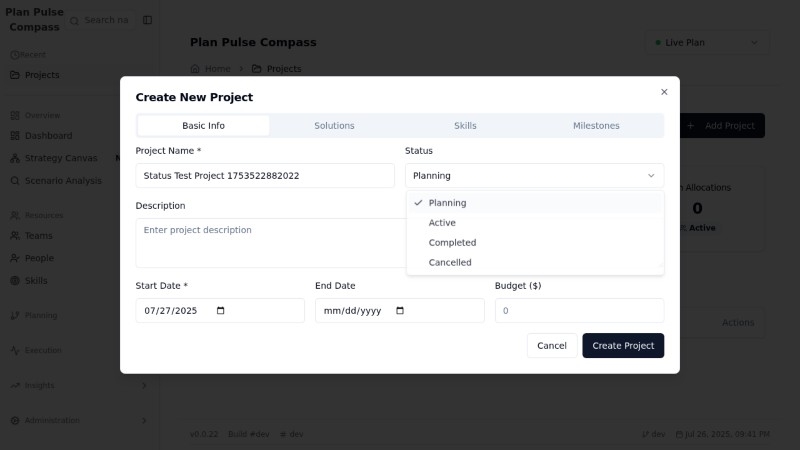 Plan Pulse
Compass
Search na
Recent
Projects
Overview
Dashboard
Strategy Canvas
Scenario Analysis
Resources
Teams
People
Skills
Planning
Execution
Insights
Administration
Plan Pulse Compass
Live Plan
Home > Projects
+ Add Project
Allocations
0
Active
Actions
Create New Project
Basic Info Solutions Skills Milestones
Project Name * Status
Status Test Project 1753522882022 Planning
Planning
Active
Completed
Cancelled
Description
Enter project description
Start Date * End Date Budget ($)
07/27/2025 mm/dd/yyyy 0
Cancel Create Project
v0.0.22 Build #dev dev dev Jul 26, 2025, 09:41 PM